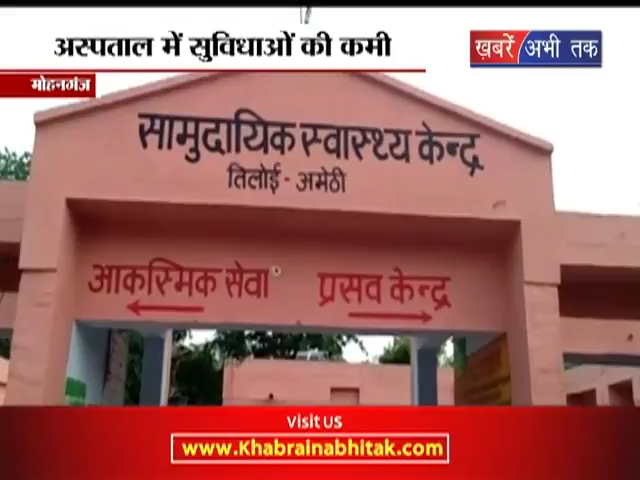 अस्पताल में सुविधाओं की कमी
ख़बरें अभी तक
मोहनगंज
सामुदायिक स्वास्थ्य केन्द्र
तिलोई - अमेठी
आकस्मिक सेवा प्रसव केन्द्र
Visit US
www.Khabrainabhitak.com